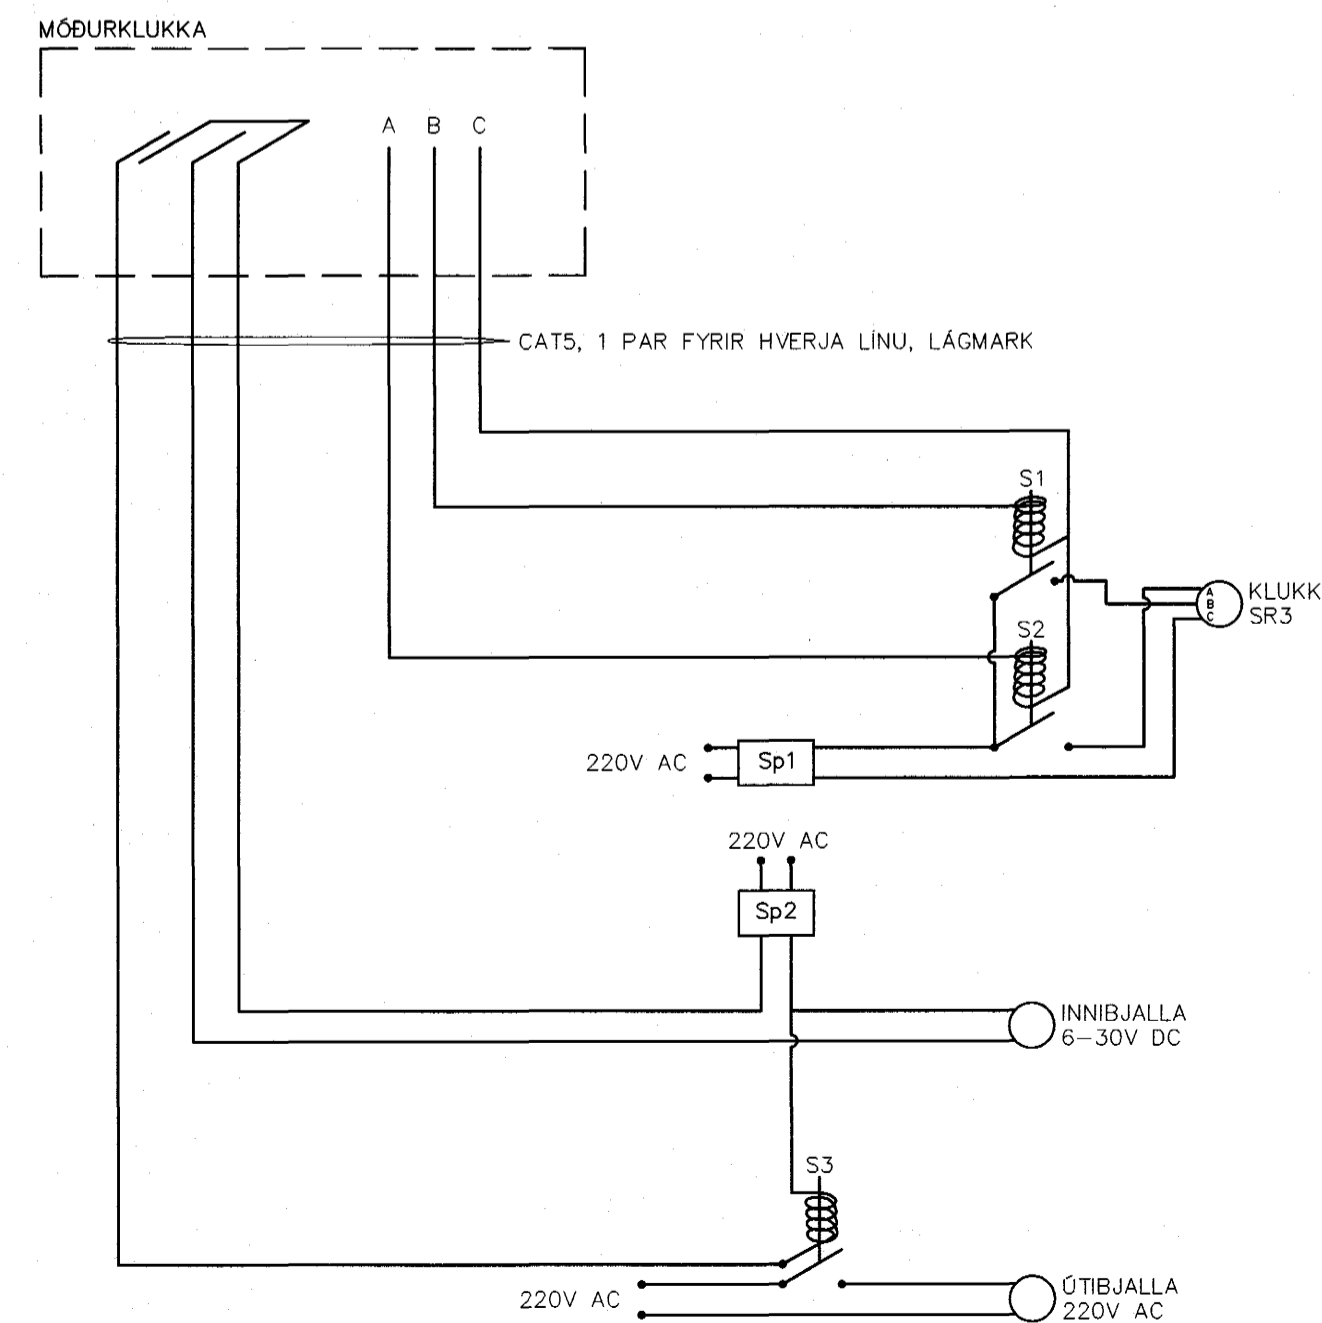 MÓÐURKLUKKA
A B C
CAT5, 1 PAR FYRIR HVERJA LÍNU, LÁGMARK
S1
A
B
C
KLUKK
SR3
S2
220V AC
Sp1
220V AC
Sp2
INNIBJALLA
6-30V DC
S3
220V AC
ÚTIBJALLA
220V AC